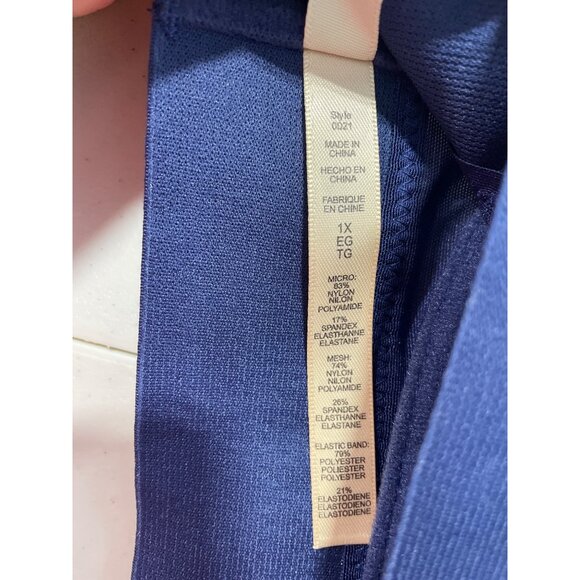 Style
0021
MADE IN
CHINA
HECHO EN
CHINA
FABRIQUE
EN CHINE
1X
EG
TG
MICRO:
83%
NYLON
NILON
POLYAMIDE
17%
SPANDEX
ELASTHANNE
ELASTANE
MESH:
74%
NYLON
NILON
POLYAMIDE
26%
SPANDEX
ELASTHANNE
ELASTANE
ELASTIC BAND:
79%
POLYESTER
POLIESTER
POLYESTER
21%
ELASTODIENE
ELASTODIENO
ELASTODIENE